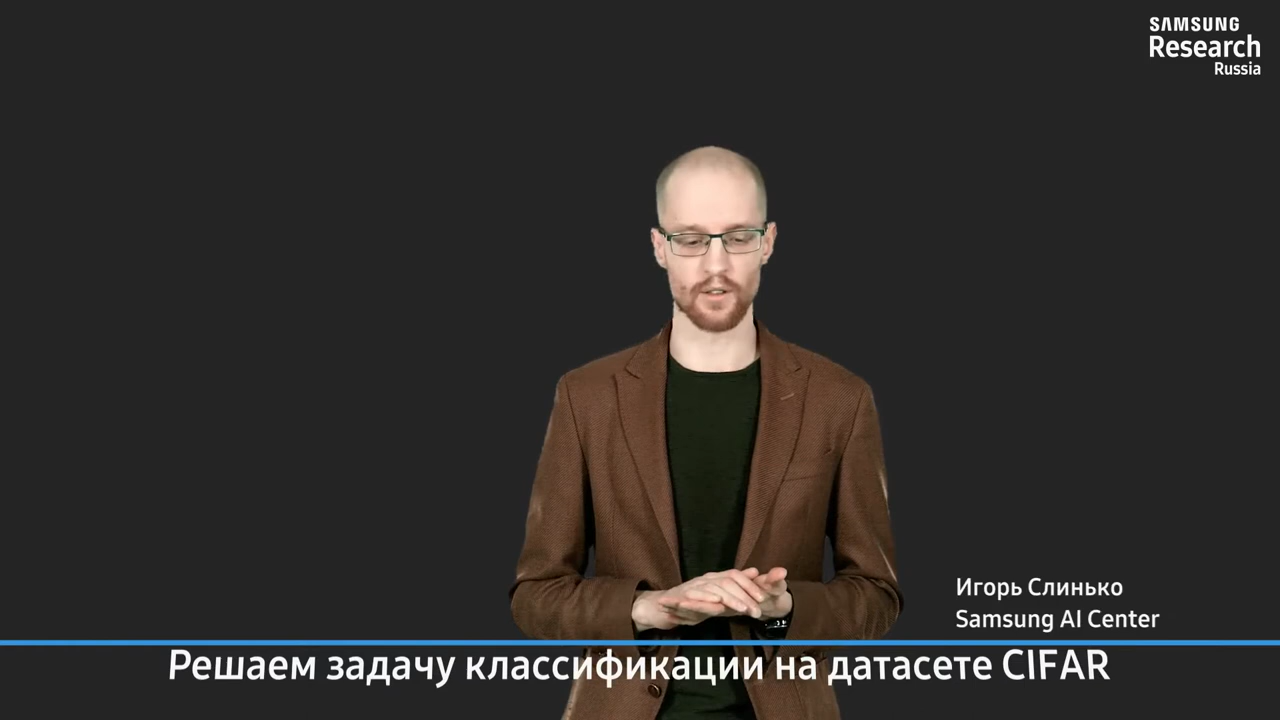 SAMSUNG
Research
Russia
Игорь Слинько
Samsung AI Center
Решаем задачу классификации на датасете CIFAR